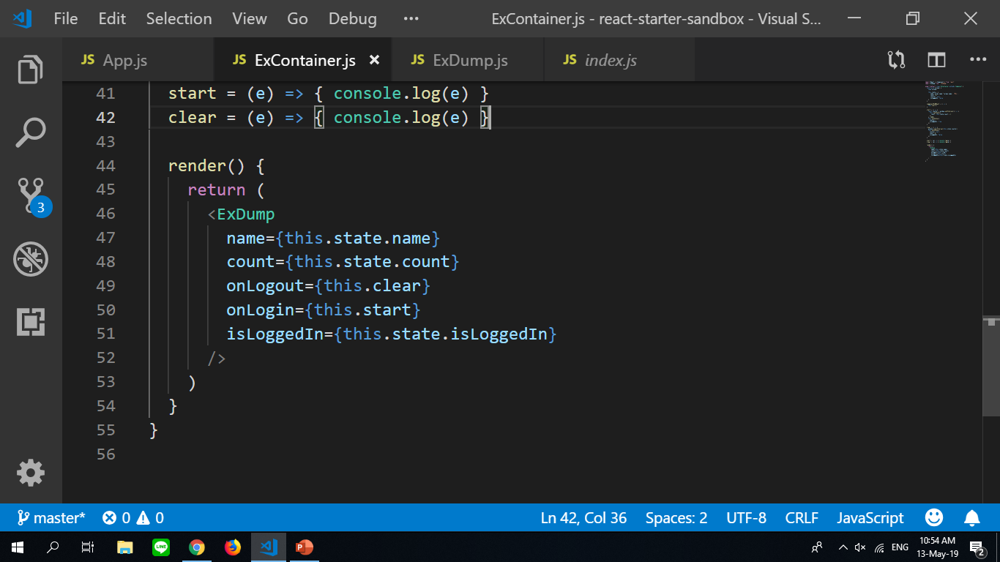 File Edit Selection View Go Debug ··· ExContainer.js - react-starter-sandbox - Visual S...
JS App.js JS ExContainer.js × JS ExDump.js JS index.js ···
41 start = (e) => { console.log(e) }
42 clear = (e) => { console.log(e) }
43
44 render() {
45 return (
46 <ExDump
47 name={this.state.name}
48 count={this.state.count}
49 onLogout={this.clear}
50 onLogin={this.start}
51 isLoggedIn={this.state.isLoggedIn}
52 />
53 )
54 }
55 }
56
3
master* 0 0 Ln 42, Col 36 Spaces: 2 UTF-8 CRLF JavaScript
LINE P ENG 10:54 AM
13-May-19 2